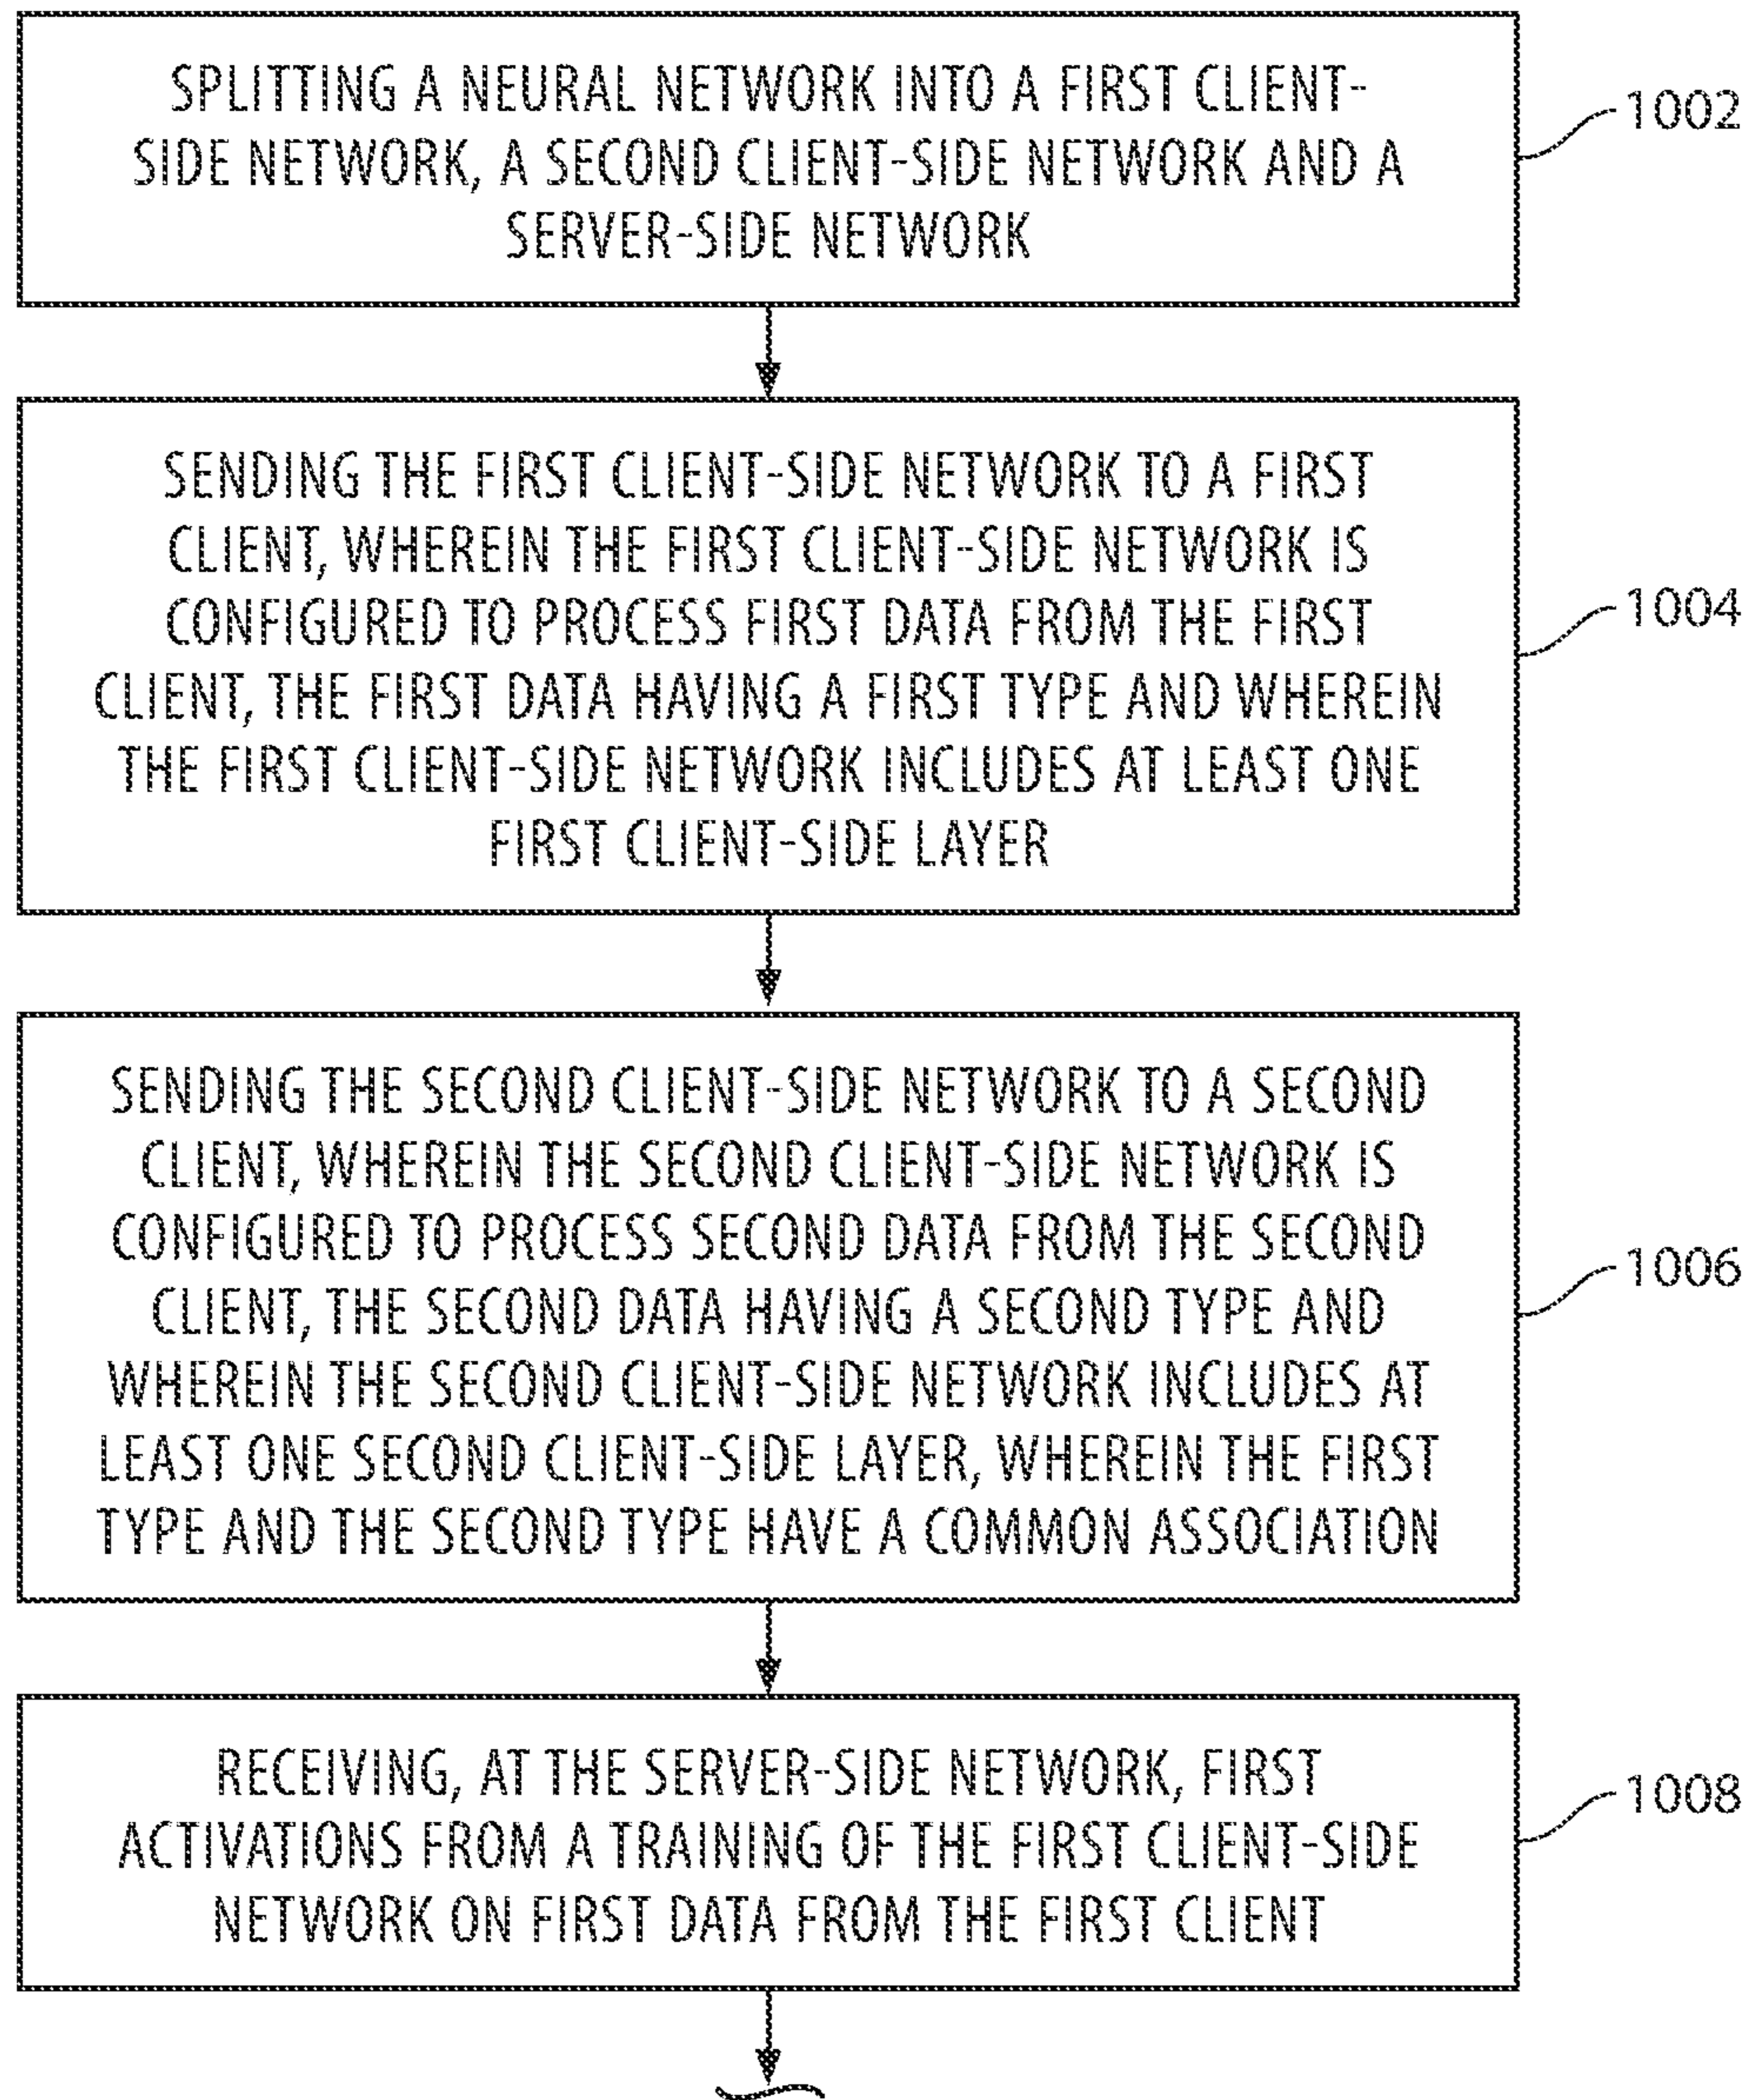 SPLITTING A NEURAL NETWORK INTO A FIRST CLIENT-
SIDE NETWORK, A SECOND CLIENT-SIDE NETWORK AND A
SERVER-SIDE NETWORK
1002
SENDING THE FIRST CLIENT-SIDE NETWORK TO A FIRST
CLIENT, WHEREIN THE FIRST CLIENT-SIDE NETWORK IS
CONFIGURED TO PROCESS FIRST DATA FROM THE FIRST
CLIENT, THE FIRST DATA HAVING A FIRST TYPE AND WHEREIN
THE FIRST CLIENT-SIDE NETWORK INCLUDES AT LEAST ONE
FIRST CLIENT-SIDE LAYER
1004
SENDING THE SECOND CLIENT-SIDE NETWORK TO A SECOND
CLIENT, WHEREIN THE SECOND CLIENT-SIDE NETWORK IS
CONFIGURED TO PROCESS SECOND DATA FROM THE SECOND
CLIENT, THE SECOND DATA HAVING A SECOND TYPE AND
WHEREIN THE SECOND CLIENT-SIDE NETWORK INCLUDES AT
LEAST ONE SECOND CLIENT-SIDE LAYER, WHEREIN THE FIRST
TYPE AND THE SECOND TYPE HAVE A COMMON ASSOCIATION
1006
RECEIVING, AT THE SERVER-SIDE NETWORK, FIRST
ACTIVATIONS FROM A TRAINING OF THE FIRST CLIENT-SIDE
NETWORK ON FIRST DATA FROM THE FIRST CLIENT
1008